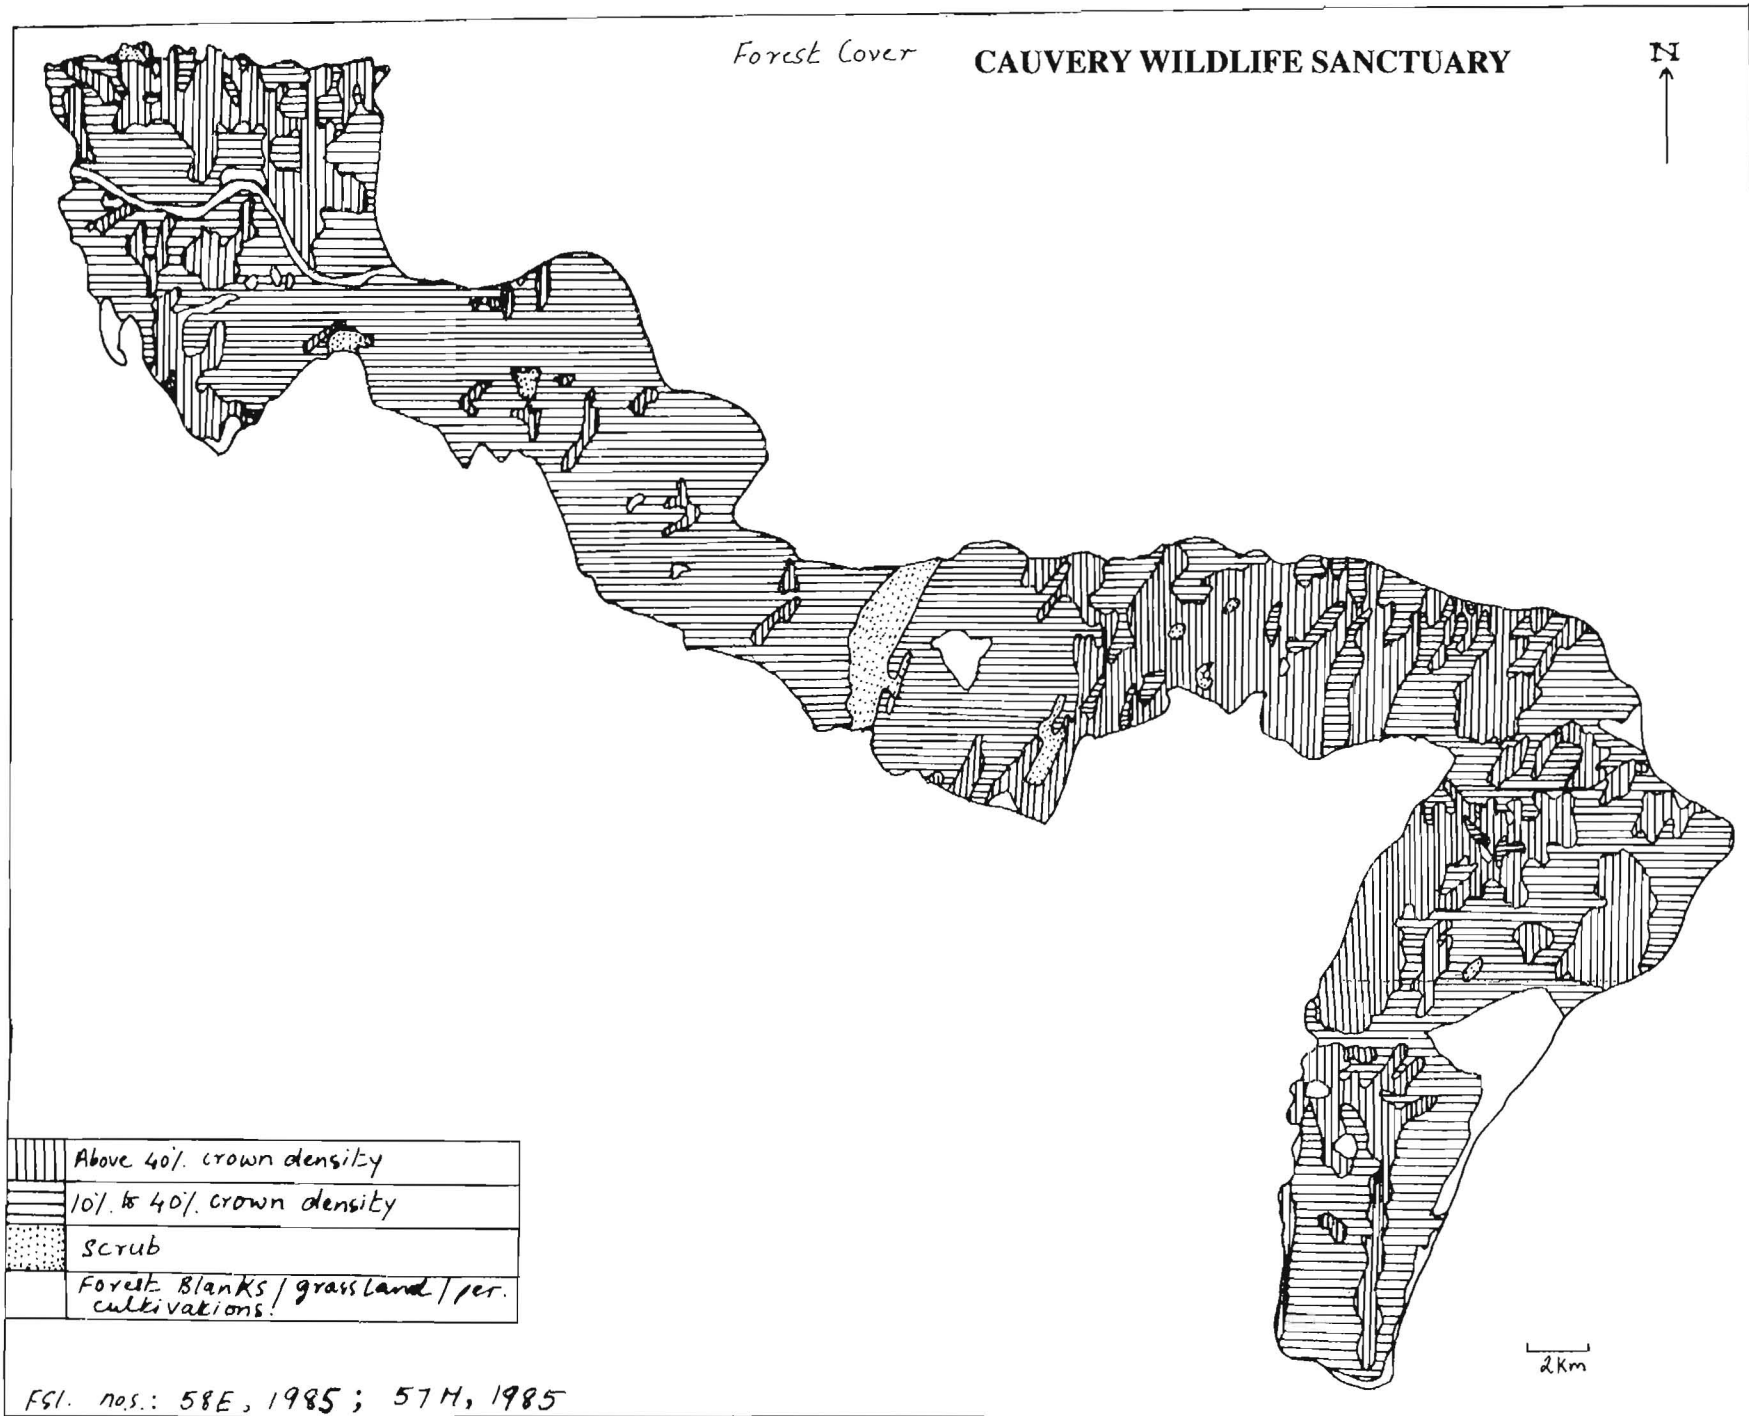 Forest Cover CAUVERY WILDLIFE SANCTUARY
N
Above 40%. crown density
10%. to 40%. crown density
scrub
Forest Blanks / grassland / per.
cultivations.
2Km
FSI. nos.: 58E, 1985; 57H, 1985